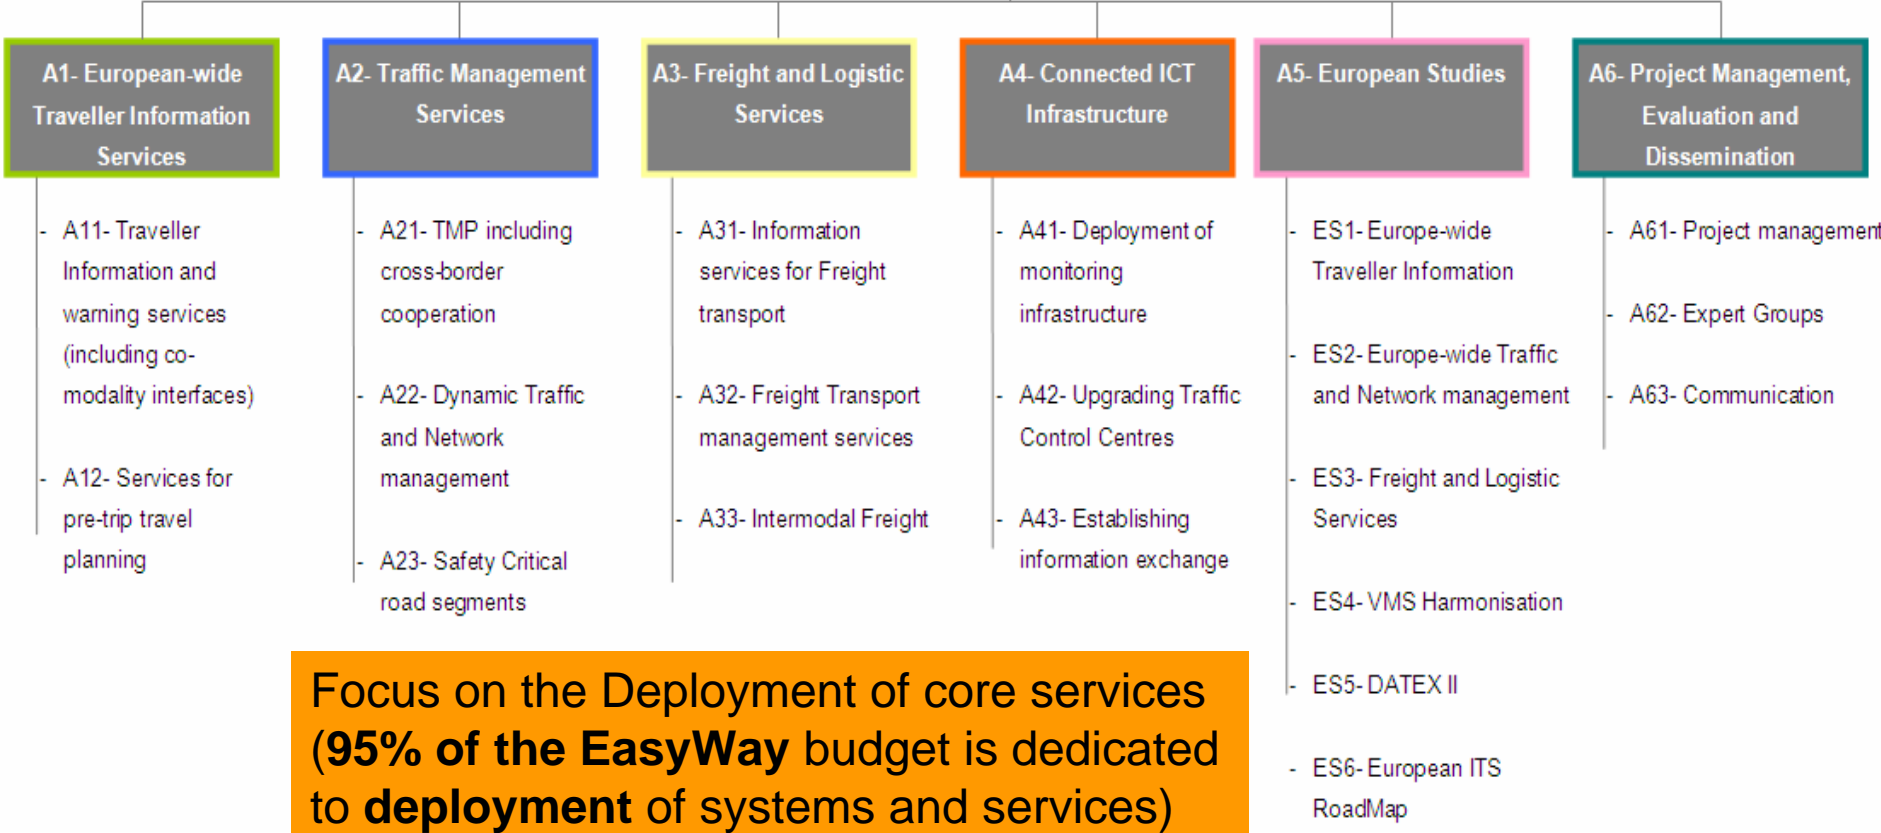 A1- European-wide
Traveller Information
Services
A11- Traveller
Information and
warning services
(including co-
modality interfaces)
A12- Services for
pre-trip travel
planning
A2- Traffic Management
Services
A21- TMP including
cross-border
cooperation
A22- Dynamic Traffic
and Network
management
A23- Safety Critical
road segments
A3- Freight and Logistic
Services
A31- Information
services for Freight
transport
A32- Freight Transport
management services
A33- Intermodal Freight
A4- Connected ICT
Infrastructure
A41- Deployment of
monitoring
infrastructure
A42- Upgrading Traffic
Control Centres
A43- Establishing
information exchange
A5- European Studies
ES1- Europe-wide
Traveller Information
ES2- Europe-wide Traffic
and Network management
ES3- Freight and Logistic
Services
ES4- VMS Harmonisation
ES5- DATEX II
ES6- European ITS
RoadMap
A6- Project Management,
Evaluation and
Dissemination
A61- Project management
A62- Expert Groups
A63- Communication
Focus on the Deployment of core services
(95% of the EasyWay budget is dedicated
to deployment of systems and services)